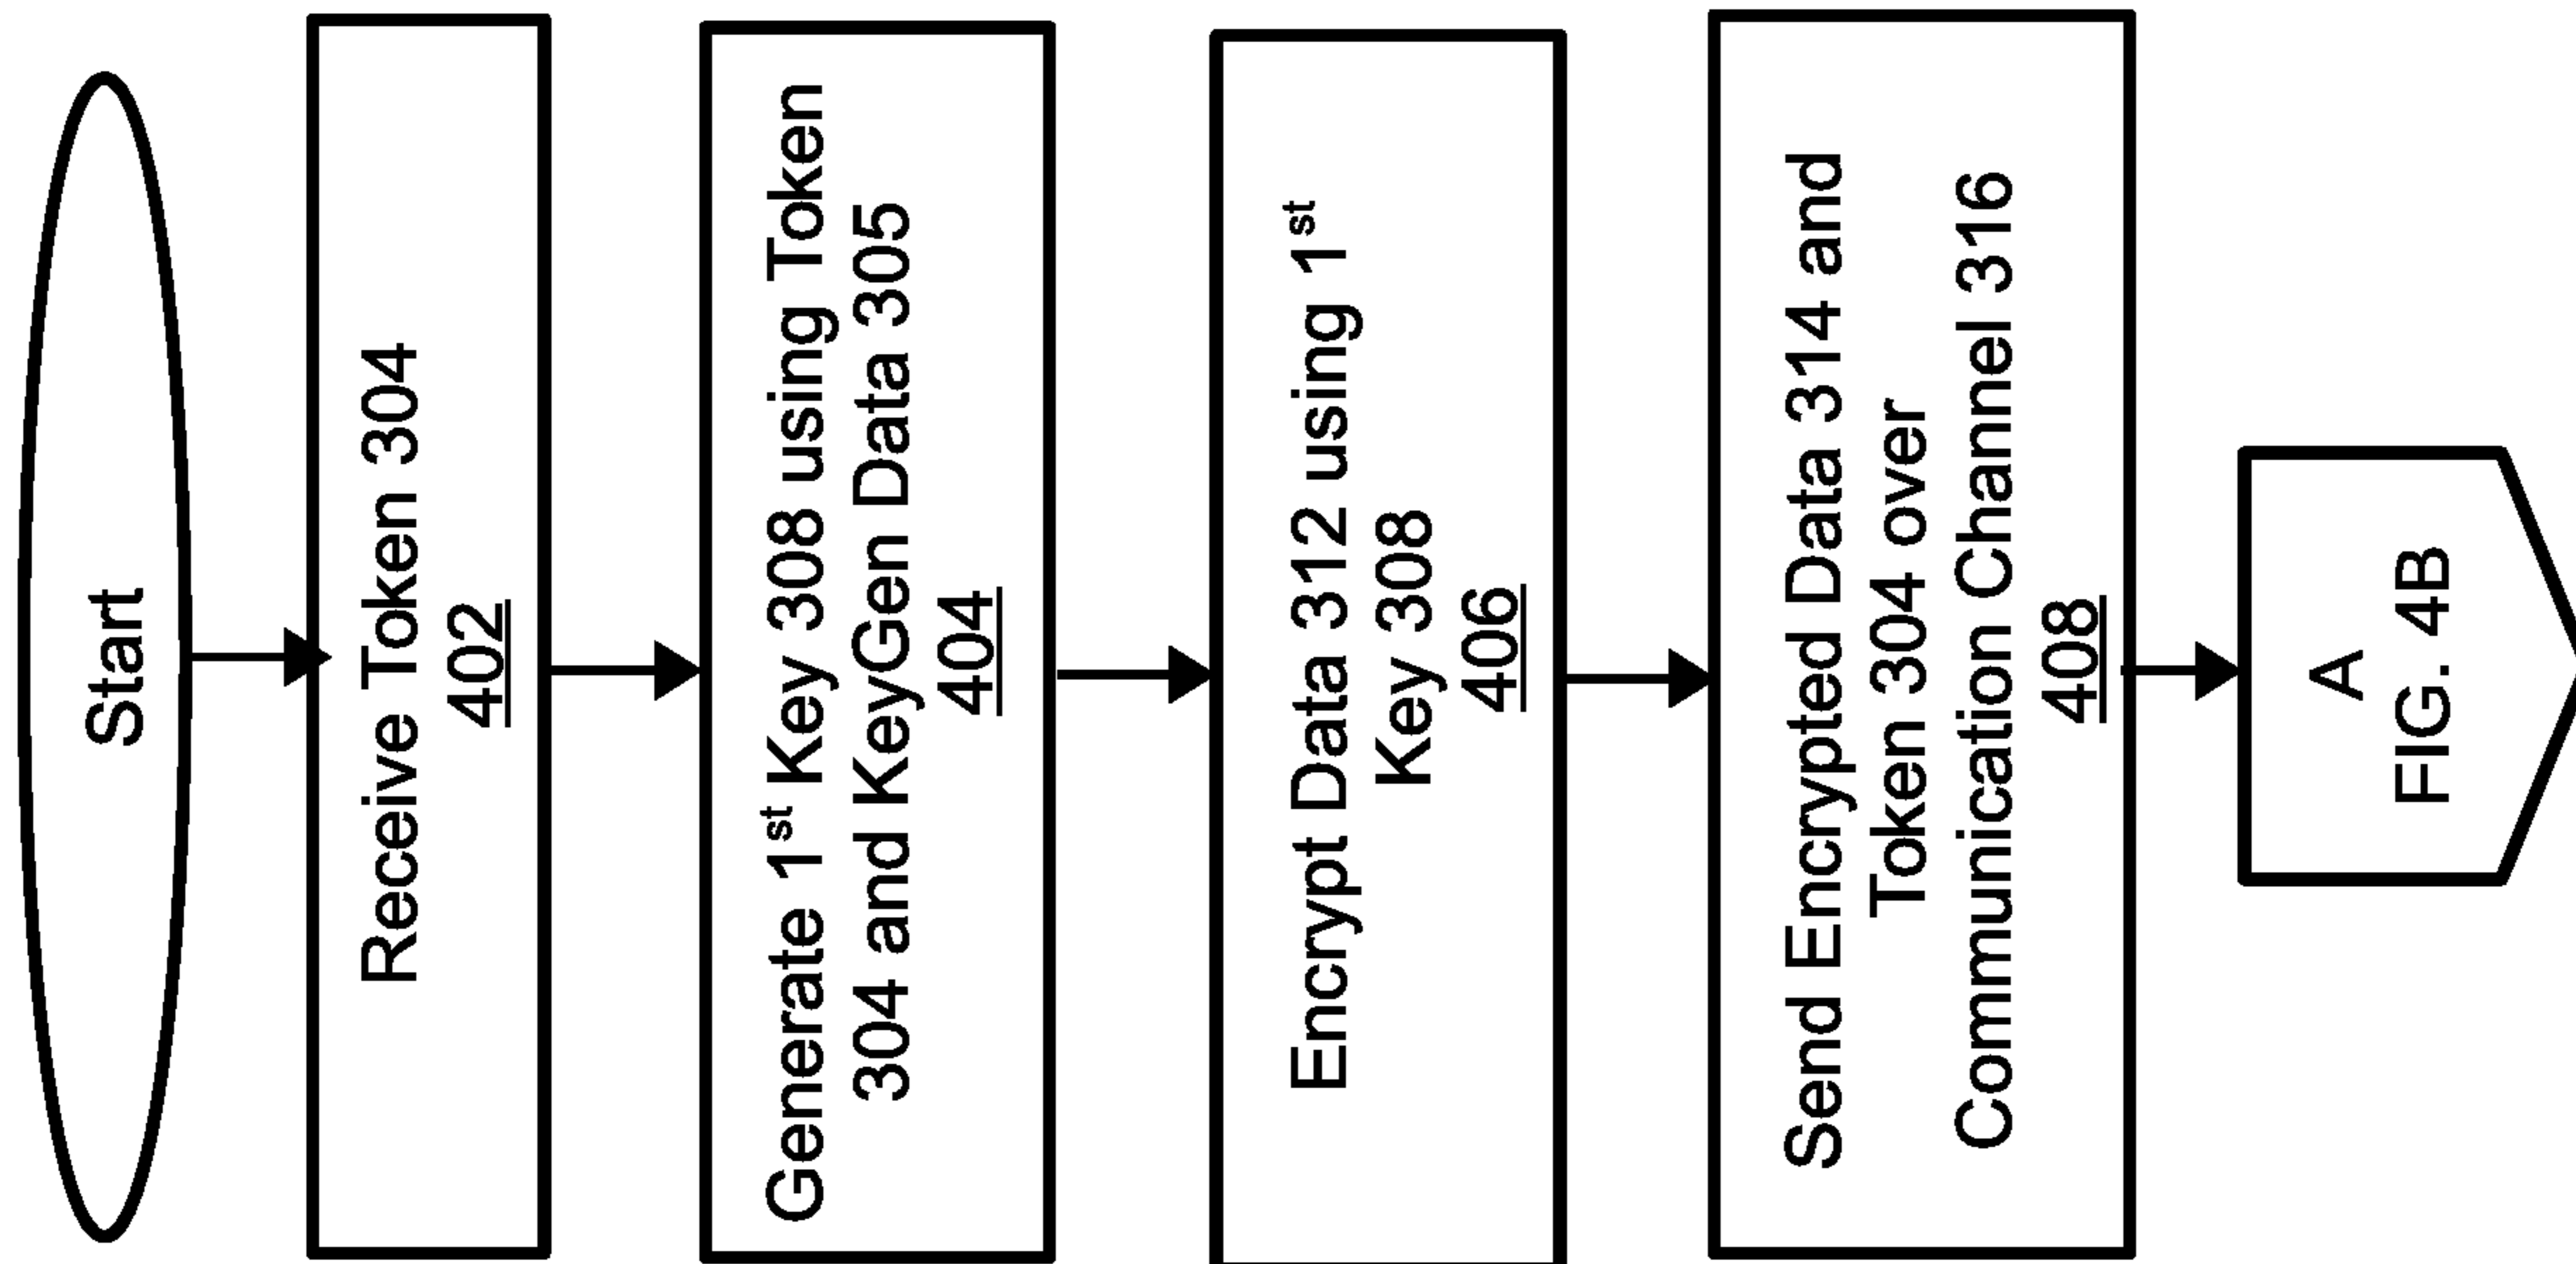 Start
Receive Token 304
402
Generate 1st Key 308 using Token
304 and KeyGen Data 305
404
Encrypt Data 312 using 1st
Key 308
406
Send Encrypted Data 314 and
Token 304 over
Communication Channel 316
408
A
FIG. 4B